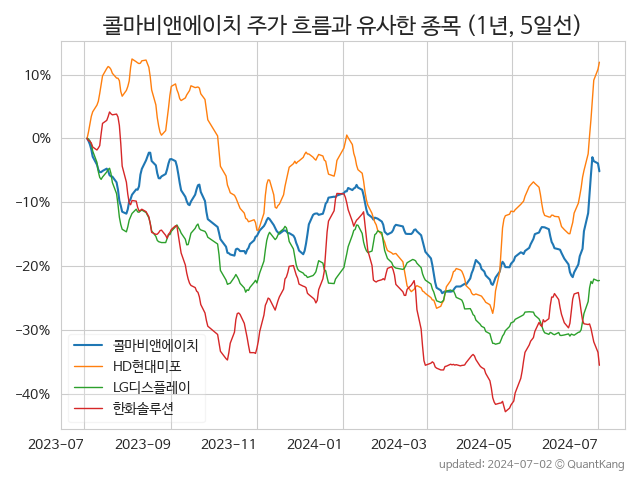 콜마비앤에이치 주가 흐름과 유사한 종목 (1년, 5일선)
10%
0%
−10%
−20%
−30%
−40%
콜마비앤에이치
HD현대미포
LG디스플레이
한화솔루션
2023-07 2023-09 2023-11 2024-01 2024-03 2024-05 2024-07
updated: 2024-07-02 © QuantKang